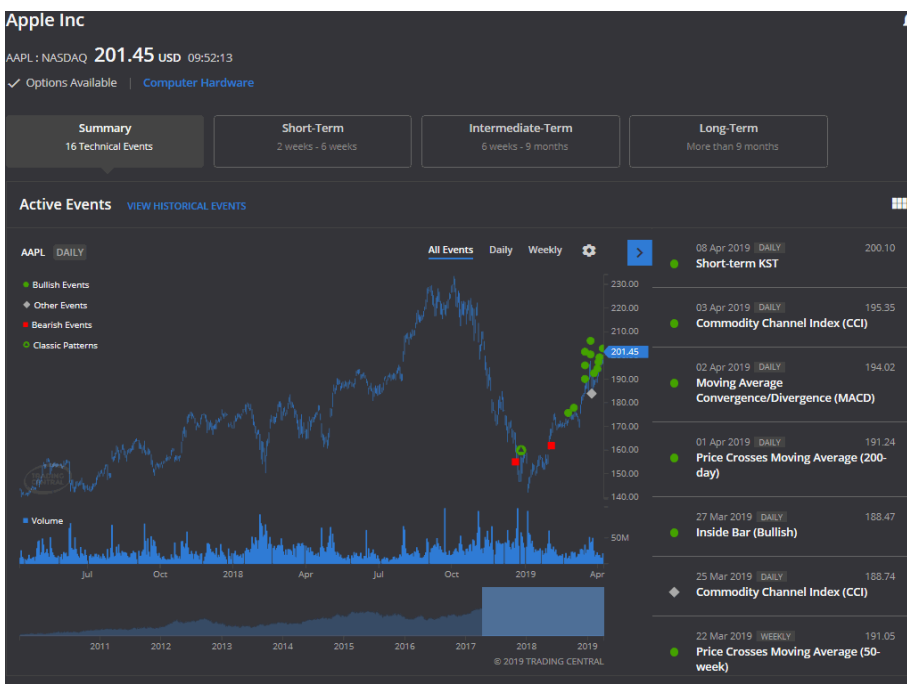 Apple Inc
AAPL : NASDAQ 201.45 USD 09:52:13
Options Available | Computer Hardware
Summary
16 Technical Events
Short-Term
2 weeks - 6 weeks
Intermediate-Term
6 weeks - 9 months
Long-Term
More than 9 months
Active Events VIEW HISTORICAL EVENTS
AAPL DAILY
All Events Daily Weekly
Bullish Events
Other Events
Bearish Events
Classic Patterns
230.00
220.00
210.00
201.45
190.00
180.00
170.00
160.00
150.00
140.00
TRADING
CENTRAL
Volume
50M
Jul Oct 2018 Apr Jul Oct 2019 Apr
2011 2012 2013 2014 2015 2016 2017 2018 2019
© 2019 TRADING CENTRAL
08 Apr 2019 DAILY 200.10
Short-term KST
03 Apr 2019 DAILY 195.35
Commodity Channel Index (CCI)
02 Apr 2019 DAILY 194.02
Moving Average
Convergence/Divergence (MACD)
01 Apr 2019 DAILY 191.24
Price Crosses Moving Average (200-
day)
27 Mar 2019 DAILY 188.47
Inside Bar (Bullish)
25 Mar 2019 DAILY 188.74
Commodity Channel Index (CCI)
22 Mar 2019 WEEKLY 191.05
Price Crosses Moving Average (50-
week)